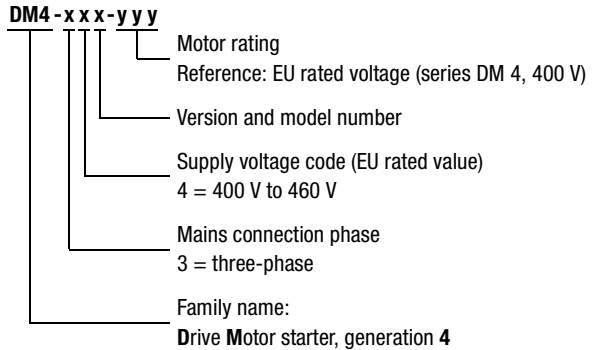 DM4-x x x-y y y
Motor rating
Reference: EU rated voltage (series DM 4, 400 V)
Version and model number
Supply voltage code (EU rated value)
4 = 400 V to 460 V
Mains connection phase
3 = three-phase
Family name:
Drive Motor starter, generation 4